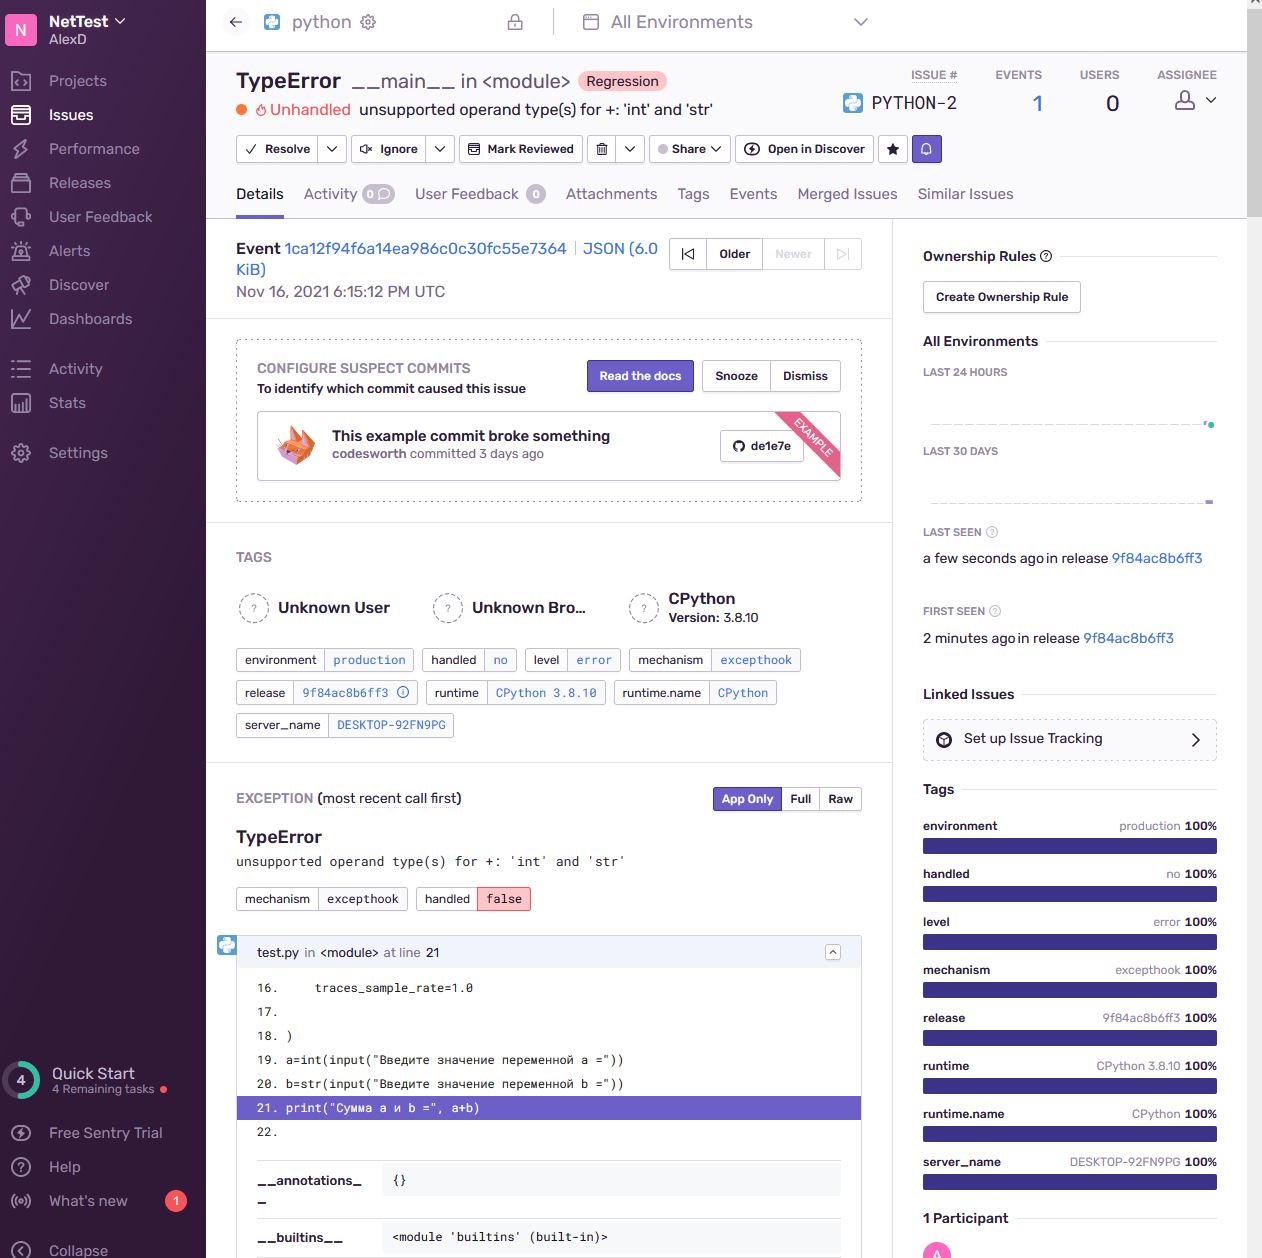 N
NetTest
AlexD
Projects
Issues
Performance
Releases
User Feedback
Alerts
Discover
Dashboards
Activity
Stats
Settings
4
Quick Start
4 Remaining tasks
Free Sentry Trial
Help
What's new
1
Collapse
python
All Environments
TypeError __main__ in <module> Regression
Unhandled unsupported operand type(s) for +: 'int' and 'str'
ISSUE # EVENTS USERS ASSIGNEE
PYTHON-2 1 0
Resolve Ignore Mark Reviewed Share Open in Discover
Details Activity 0 User Feedback 0 Attachments Tags Events Merged Issues Similar Issues
Event 1ca12f94f6a14ea986c0c30fc55e7364 | JSON (6.0
KiB)
Nov 16, 2021 6:15:12 PM UTC
Older Newer
CONFIGURE SUSPECT COMMITS
To identify which commit caused this issue
Read the docs Snooze Dismiss
This example commit broke something
codesworth committed 3 days ago
de1e7e
EXAMPLE
TAGS
? Unknown User ? Unknown Bro... ? CPython
Version: 3.8.10
environment production handled no level error mechanism excepthook
release 9f84ac8b6ff3 runtime CPython 3.8.10 runtime.name CPython
server_name DESKTOP-92FN9PG
EXCEPTION (most recent call first)
App Only Full Raw
TypeError
unsupported operand type(s) for +: 'int' and 'str'
mechanism excepthook handled false
test.py in <module> at line 21
16. traces_sample_rate=1.0
17.
18. )
19. a=int(input("Введите значение переменной a ="))
20. b=str(input("Введите значение переменной b ="))
21. print("Сумма a и b =", a+b)
22.
__annotations_
_
{}
__builtins__ <module 'builtins' (built-in)>
Ownership Rules ?
Create Ownership Rule
All Environments
LAST 24 HOURS
LAST 30 DAYS
LAST SEEN ?
a few seconds ago in release 9f84ac8b6ff3
FIRST SEEN ?
2 minutes ago in release 9f84ac8b6ff3
Linked Issues
Set up Issue Tracking
Tags
environment production 100%
handled no 100%
level error 100%
mechanism excepthook 100%
release 9f84ac8b6ff3 100%
runtime CPython 3.8.10 100%
runtime.name CPython 100%
server_name DESKTOP-92FN9PG 100%
1 Participant
A